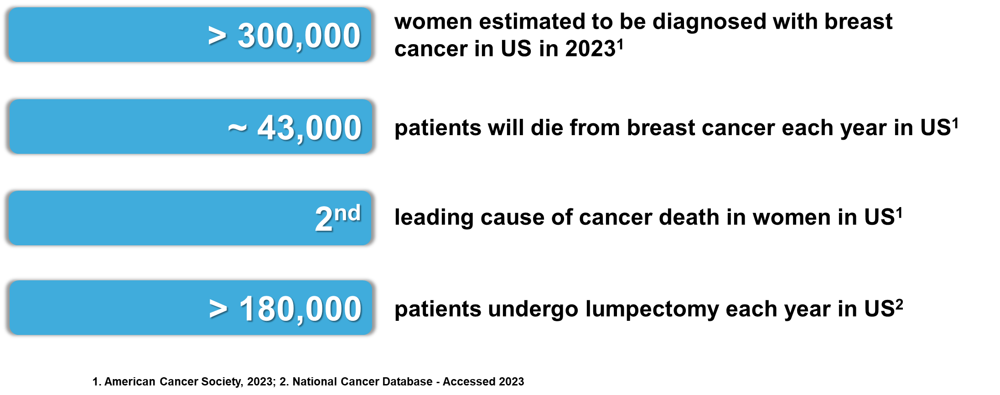 > 300,000
women estimated to be diagnosed with breast
cancer in US in 2023¹
~ 43,000
patients will die from breast cancer each year in US¹
2ⁿᵈ
leading cause of cancer death in women in US¹
> 180,000
patients undergo lumpectomy each year in US²
1. American Cancer Society, 2023; 2. National Cancer Database - Accessed 2023